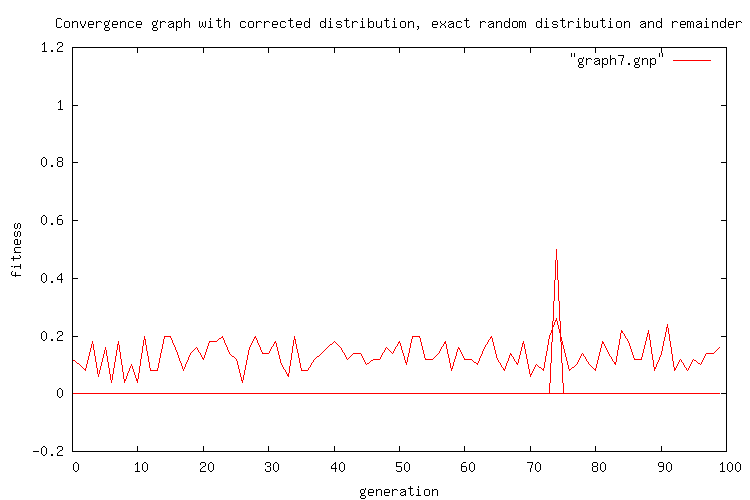 Convergence graph with corrected distribution, exact random distribution and remainder
1.2
"graph7.gnp"
1
0.8
0.6
fitness
0.4
0.2
0
-0.2
0 10 20 30 40 50 60 70 80 90 100
generation